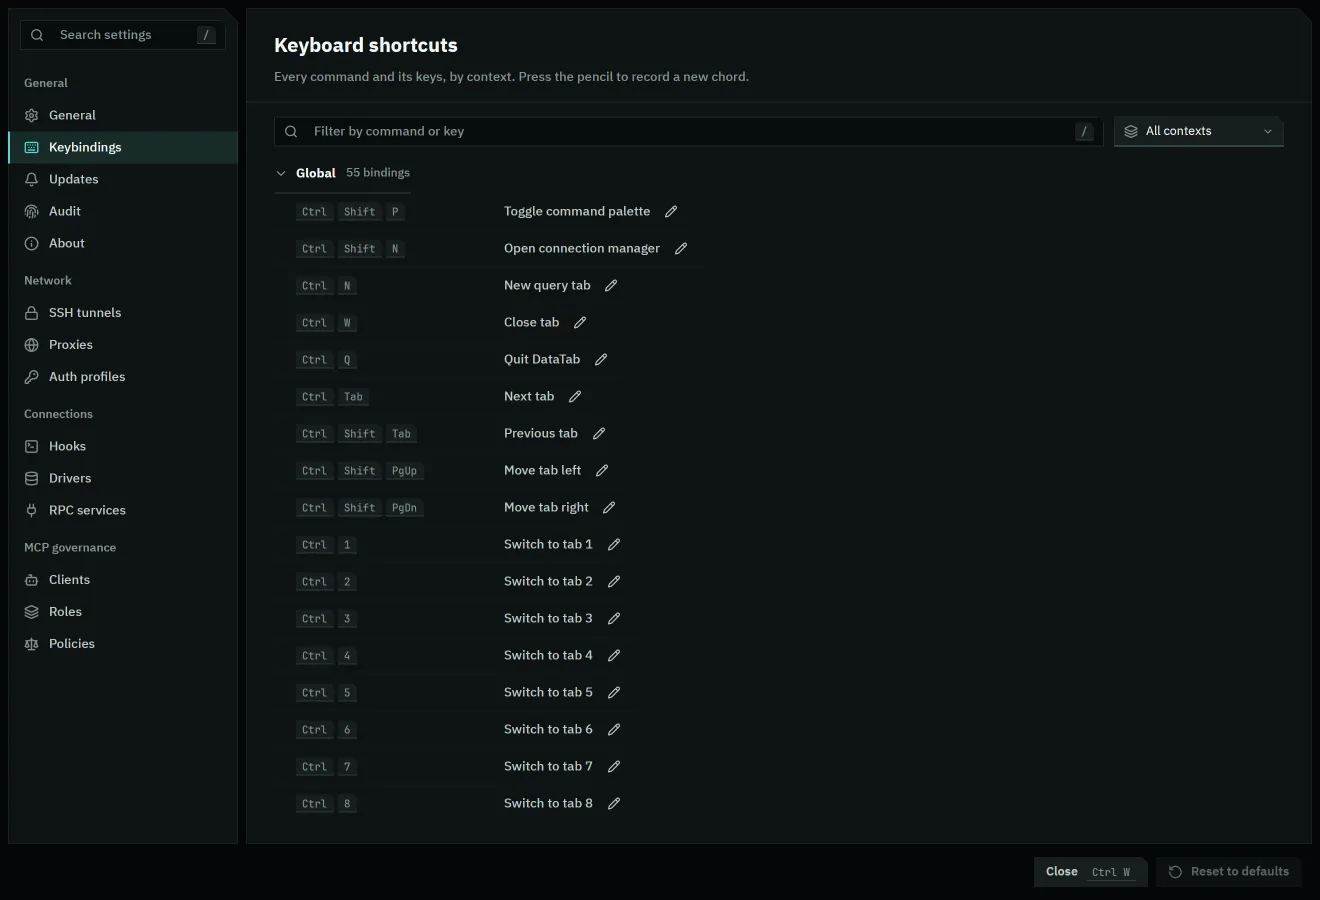 Search settings /
General
General
Keybindings
Updates
Audit
About
Network
SSH tunnels
Proxies
Auth profiles
Connections
Hooks
Drivers
RPC services
MCP governance
Clients
Roles
Policies
Keyboard shortcuts
Every command and its keys, by context. Press the pencil to record a new chord.
Filter by command or key /
All contexts
Global 55 bindings
Ctrl Shift P Toggle command palette
Ctrl Shift N Open connection manager
Ctrl N New query tab
Ctrl W Close tab
Ctrl Q Quit DataTab
Ctrl Tab Next tab
Ctrl Shift Tab Previous tab
Ctrl Shift PgUp Move tab left
Ctrl Shift PgDn Move tab right
Ctrl 1 Switch to tab 1
Ctrl 2 Switch to tab 2
Ctrl 3 Switch to tab 3
Ctrl 4 Switch to tab 4
Ctrl 5 Switch to tab 5
Ctrl 6 Switch to tab 6
Ctrl 7 Switch to tab 7
Ctrl 8 Switch to tab 8
Close Ctrl W
Reset to defaults